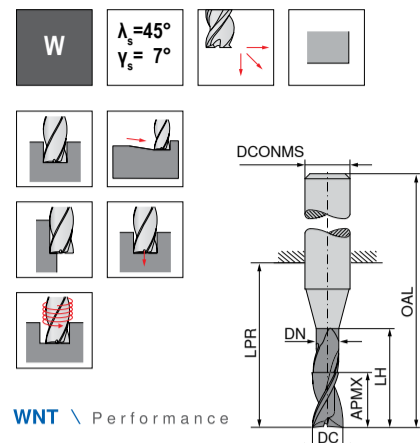 W
λs=45°
γs= 7°
DCONMS
LPR
OAL
DN
LH
APMX
DC
WNT \ Performance